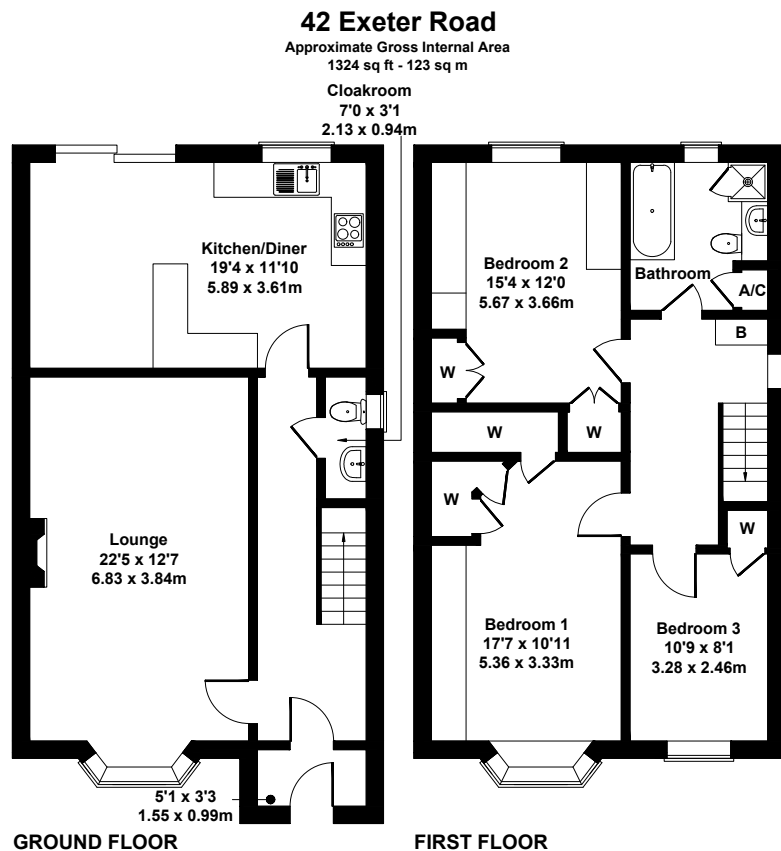 42 Exeter Road
Approximate Gross Internal Area
1324 sq ft - 123 sq m
Cloakroom
7'0 x 3'1
2.13 x 0.94m
Kitchen/Diner
19'4 x 11'10
5.89 x 3.61m
Lounge
22'5 x 12'7
6.83 x 3.84m
5'1 x 3'3
1.55 x 0.99m
GROUND FLOOR
Bedroom 2
15'4 x 12'0
5.67 x 3.66m
Bathroom
A/C
B
W
W
W
W
W
Bedroom 1
17'7 x 10'11
5.36 x 3.33m
Bedroom 3
10'9 x 8'1
3.28 x 2.46m
FIRST FLOOR